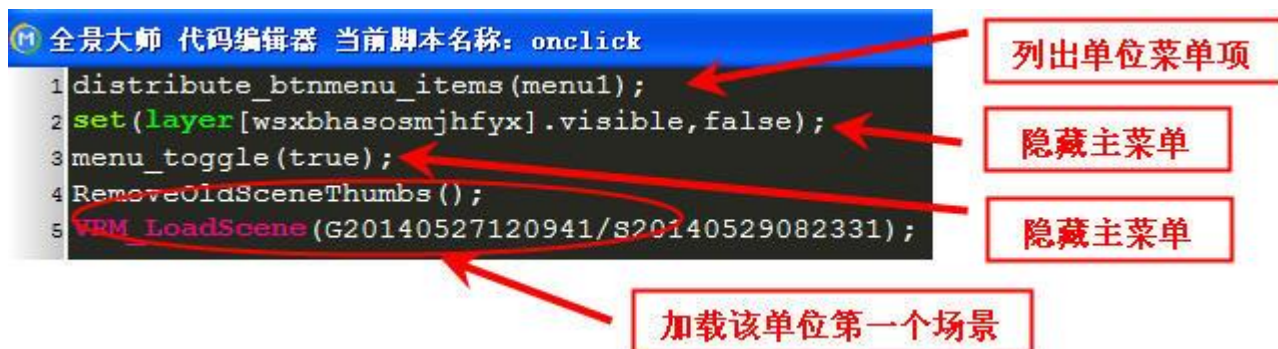 全景大师 代码编辑器 当前脚本名称：onclick
1 distribute_btnmenu_items(menu1);
2 set(layer[wsxbhasosmjhfyx].visible,false);
3 menu_toggle(true);
4 RemoveOldSceneThumbs();
5 VRM_LoadScene(G20140527120941/S20140529082331);
列出单位菜单项
隐藏主菜单
隐藏主菜单
加载该单位第一个场景